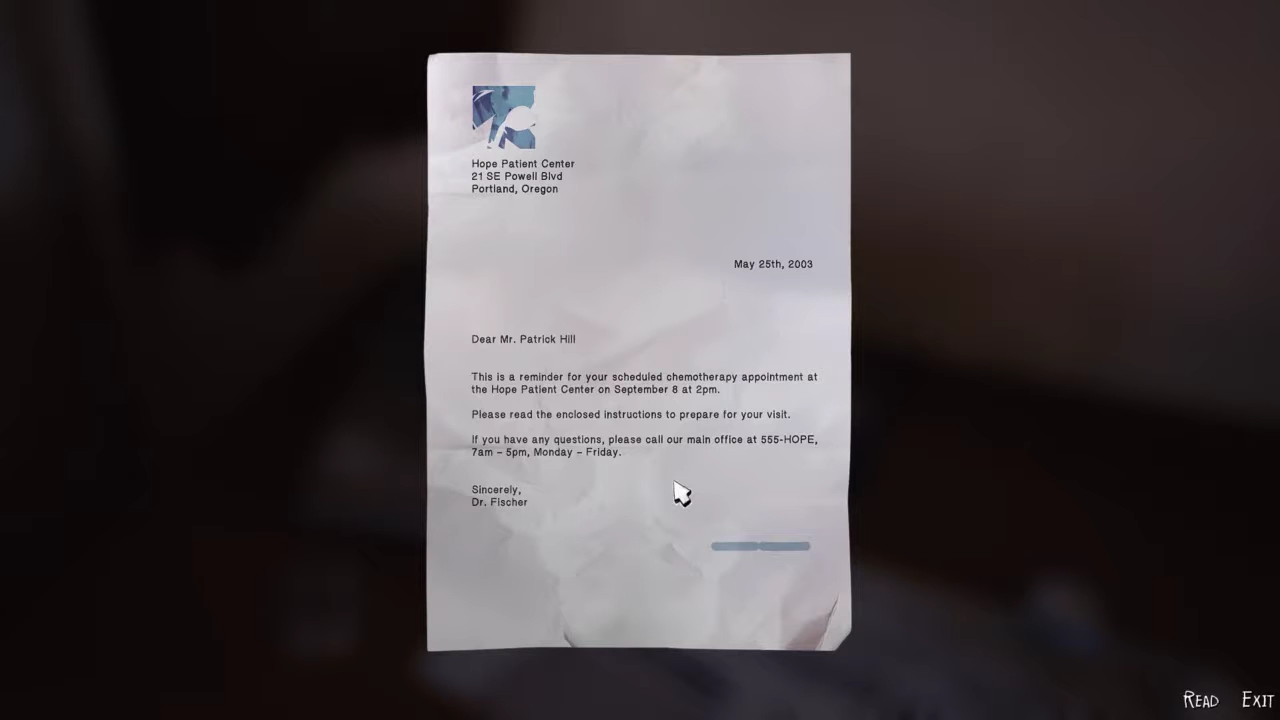 Hope Patient Center
21 SE Powell Blvd
Portland, Oregon
May 25th, 2003
Dear Mr. Patrick Hill
This is a reminder for your scheduled chemotherapy appointment at
the Hope Patient Center on September 8 at 2pm.
Please read the enclosed instructions to prepare for your visit.
If you have any questions, please call our main office at 555-HOPE,
7am – 5pm, Monday – Friday.
Sincerely,
Dr. Fischer
READ EXIT